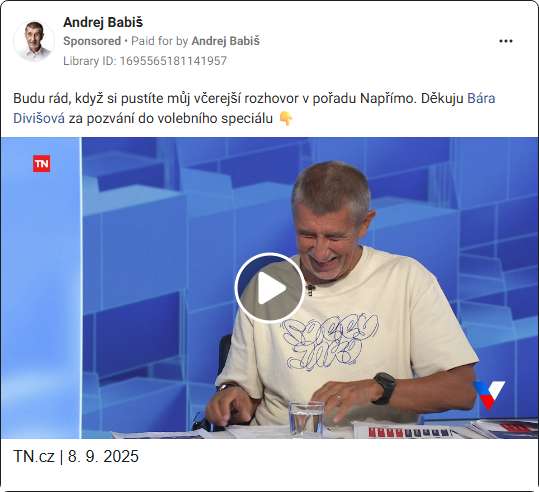 Andrej Babiš
Sponsored • Paid for by Andrej Babiš
Library ID: 1695565181141957
Budu rád, když si pustíte můj včerejší rozhovor v pořadu Napřímo. Děkuju Bára
Divišová za pozvání do volebního speciálu 👇
TN
TN.cz | 8. 9. 2025